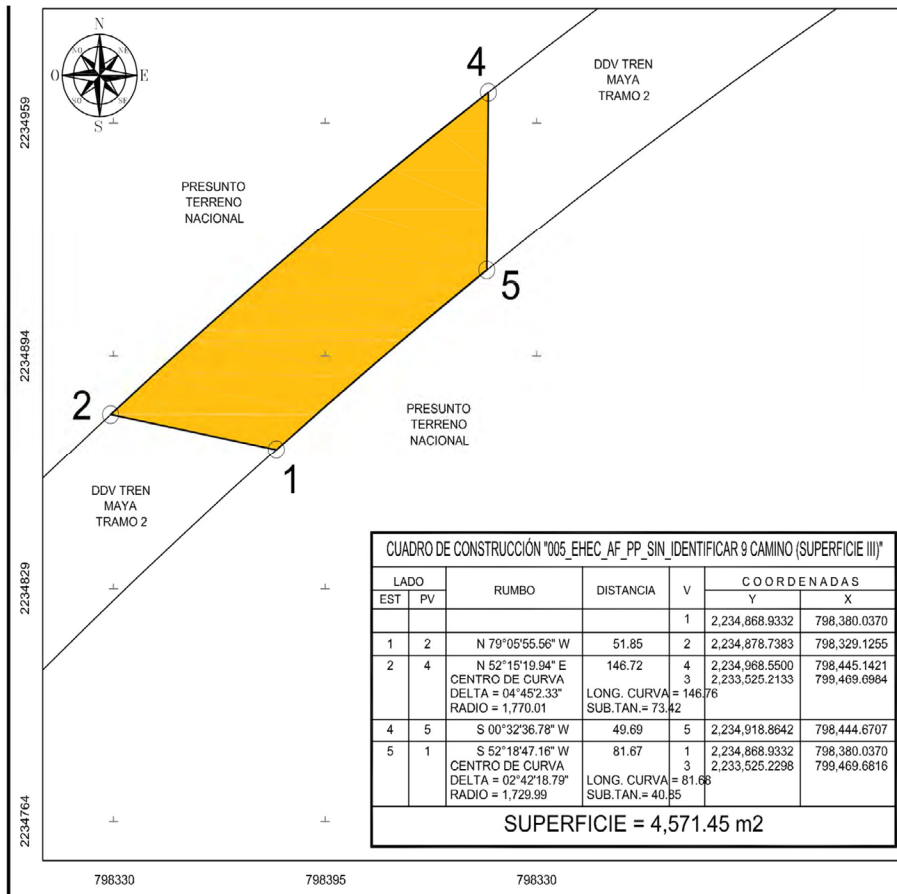 N
NO NE
O E
SO SE
S
4
DDV TREN
MAYA
TRAMO 2
2234959
PRESUNTO
TERRENO
NACIONAL
5
2234894
2
PRESUNTO
TERRENO
NACIONAL
1
DDV TREN
MAYA
TRAMO 2
2234829
CUADRO DE CONSTRUCCIÓN "005_EHEC_AF_PP_SIN_IDENTIFICAR 9 CAMINO (SUPERFICIE III)"
LADO RUMBO DISTANCIA V COORDENADAS
EST PV Y X
1 2,234,868.9332 798,380.0370
1 2 N 79°05'55.56" W 51.85 2 2,234,878.7383 798,329.1255
2 4 N 52°15'19.94" E 146.72 4 2,234,968.5500 798,445.1421
CENTRO DE CURVA 3 2,233,525.2133 799,469.6984
DELTA = 04°45'2.33" LONG. CURVA = 146.76
RADIO = 1,770.01 SUB.TAN.= 73.42
4 5 S 00°32'36.78" W 49.69 5 2,234,918.8642 798,444.6707
5 1 S 52°18'47.16" W 81.67 1 2,234,868.9332 798,380.0370
CENTRO DE CURVA 3 2,233,525.2298 799,469.6816
DELTA = 02°42'18.79" LONG. CURVA = 81.68
RADIO = 1,729.99 SUB.TAN.= 40.85
SUPERFICIE = 4,571.45 m2
2234764
798330 798395 798330